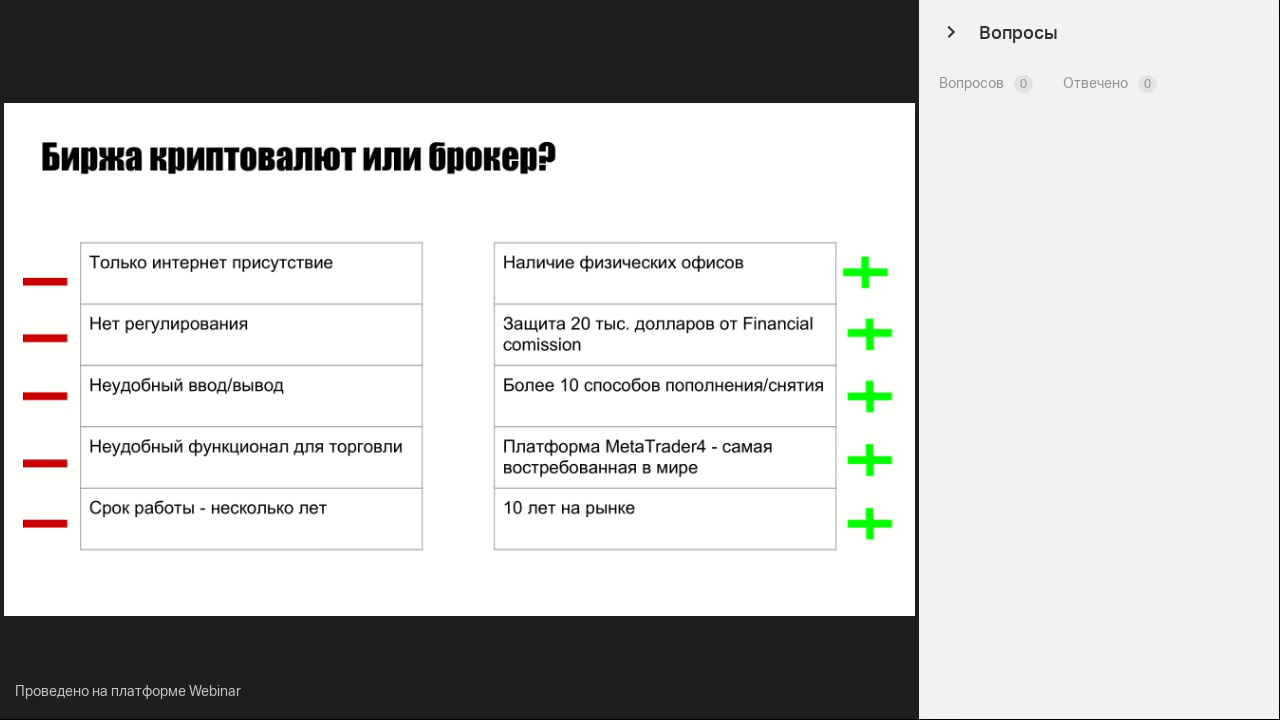 Биржа криптовалют или брокер?
Только интернет присутствие
Нет регулирования
Неудобный ввод/вывод
Неудобный функционал для торговли
Срок работы - несколько лет
Наличие физических офисов
Защита 20 тыс. долларов от Financial
comission
Более 10 способов пополнения/снятия
Платформа MetaTrader4 - самая
востребованная в мире
10 лет на рынке
Проведено на платформе Webinar
Вопросы
Вопросов 0 Отвечено 0